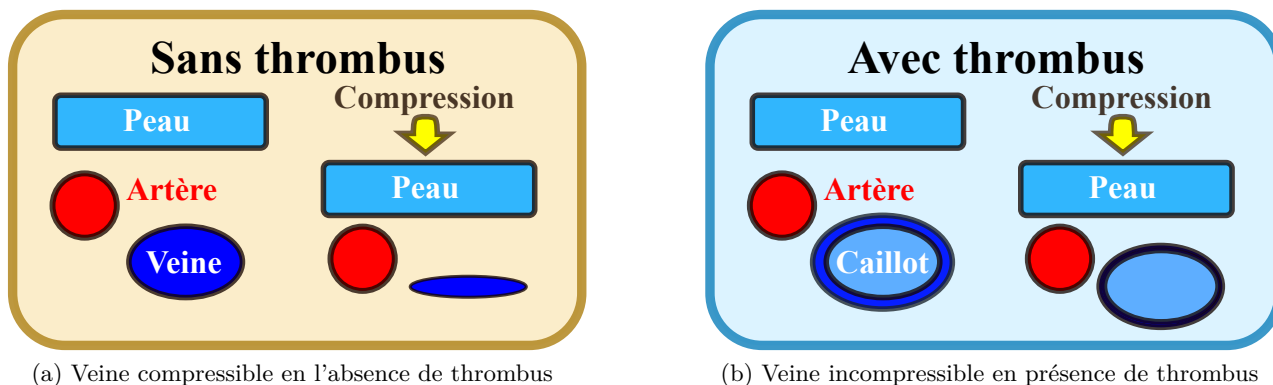 Sans thrombus
Peau
Compression
Peau
Artère
Veine
(a) Veine compressible en l'absence de thrombus
Avec thrombus
Peau
Compression
Peau
Artère
Caillot
(b) Veine incompressible en présence de thrombus